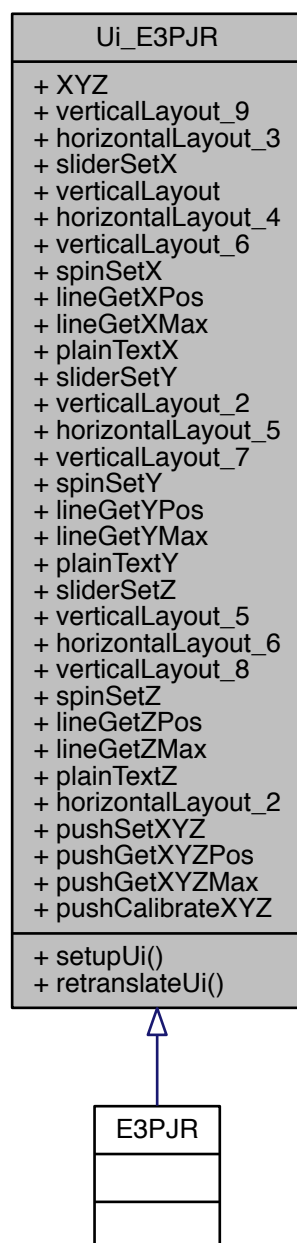 Ui_E3PJR
+ XYZ
+ verticalLayout_9
+ horizontalLayout_3
+ sliderSetX
+ verticalLayout
+ horizontalLayout_4
+ verticalLayout_6
+ spinSetX
+ lineGetXPos
+ lineGetXMax
+ plainTextX
+ sliderSetY
+ verticalLayout_2
+ horizontalLayout_5
+ verticalLayout_7
+ spinSetY
+ lineGetYPos
+ lineGetYMax
+ plainTextY
+ sliderSetZ
+ verticalLayout_5
+ horizontalLayout_6
+ verticalLayout_8
+ spinSetZ
+ lineGetZPos
+ lineGetZMax
+ plainTextZ
+ horizontalLayout_2
+ pushSetXYZ
+ pushGetXYZPos
+ pushGetXYZMax
+ pushCalibrateXYZ
+ setupUi()
+ retranslateUi()
E3PJR